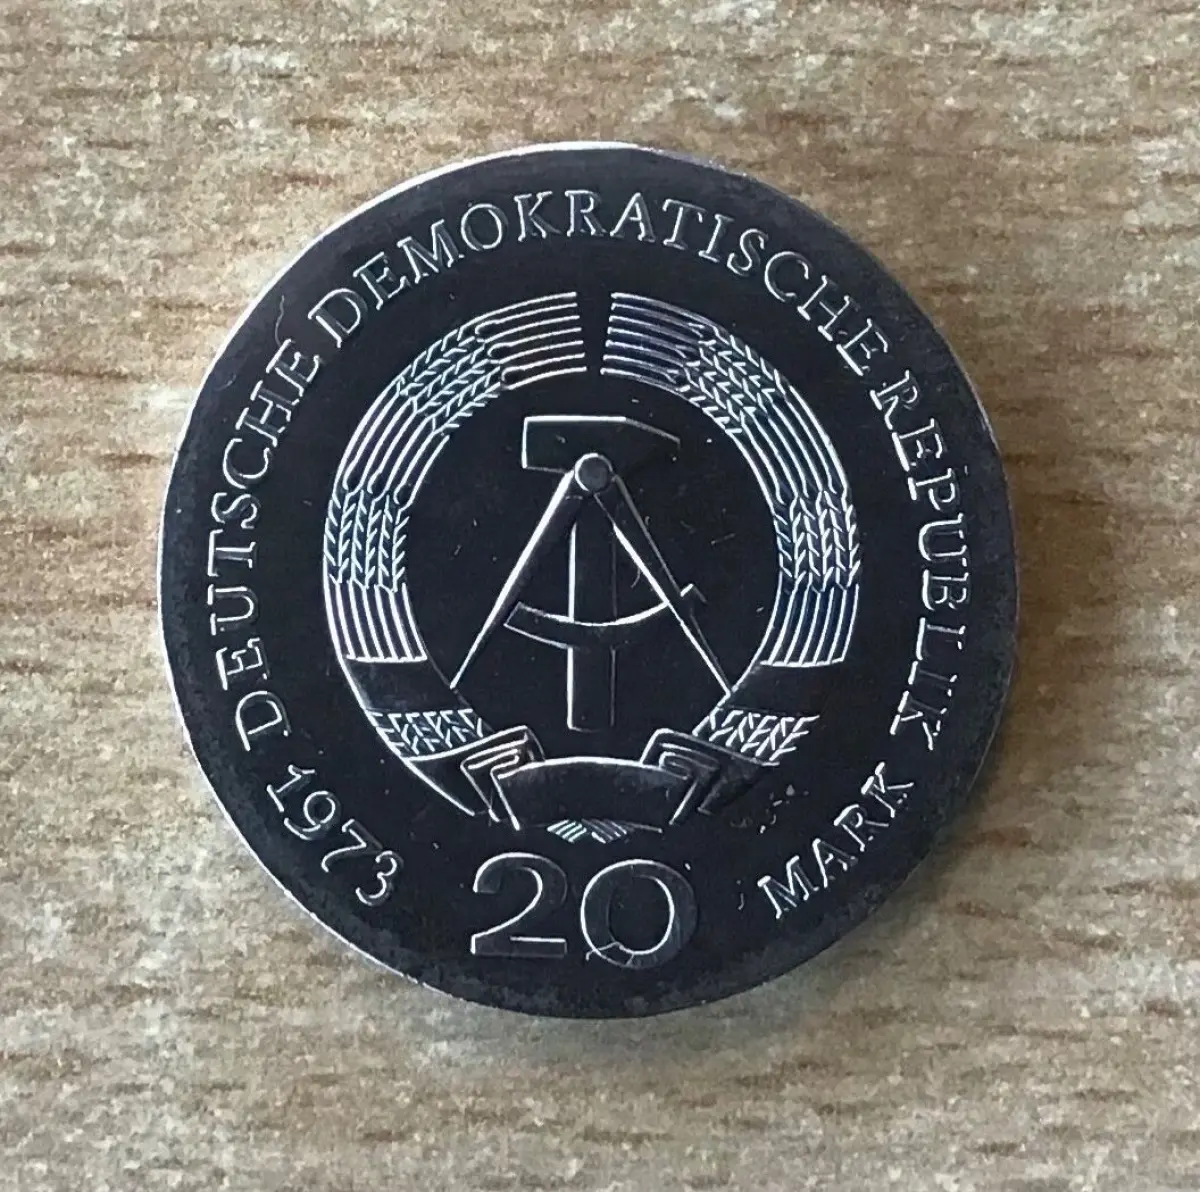 DEUTSCHE DEMOKRATISCHE REPUBLIK
1973
20
MARK